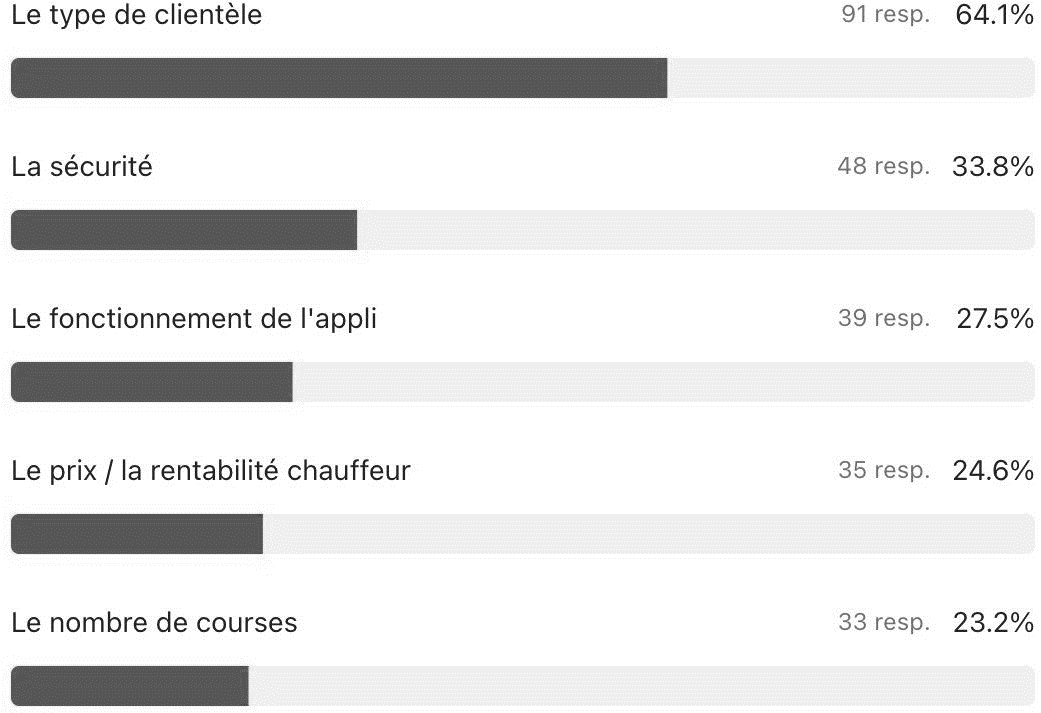 Le type de clientèle 91 resp. 64.1%
La sécurité 48 resp. 33.8%
Le fonctionnement de l'appli 39 resp. 27.5%
Le prix / la rentabilité chauffeur 35 resp. 24.6%
Le nombre de courses 33 resp. 23.2%